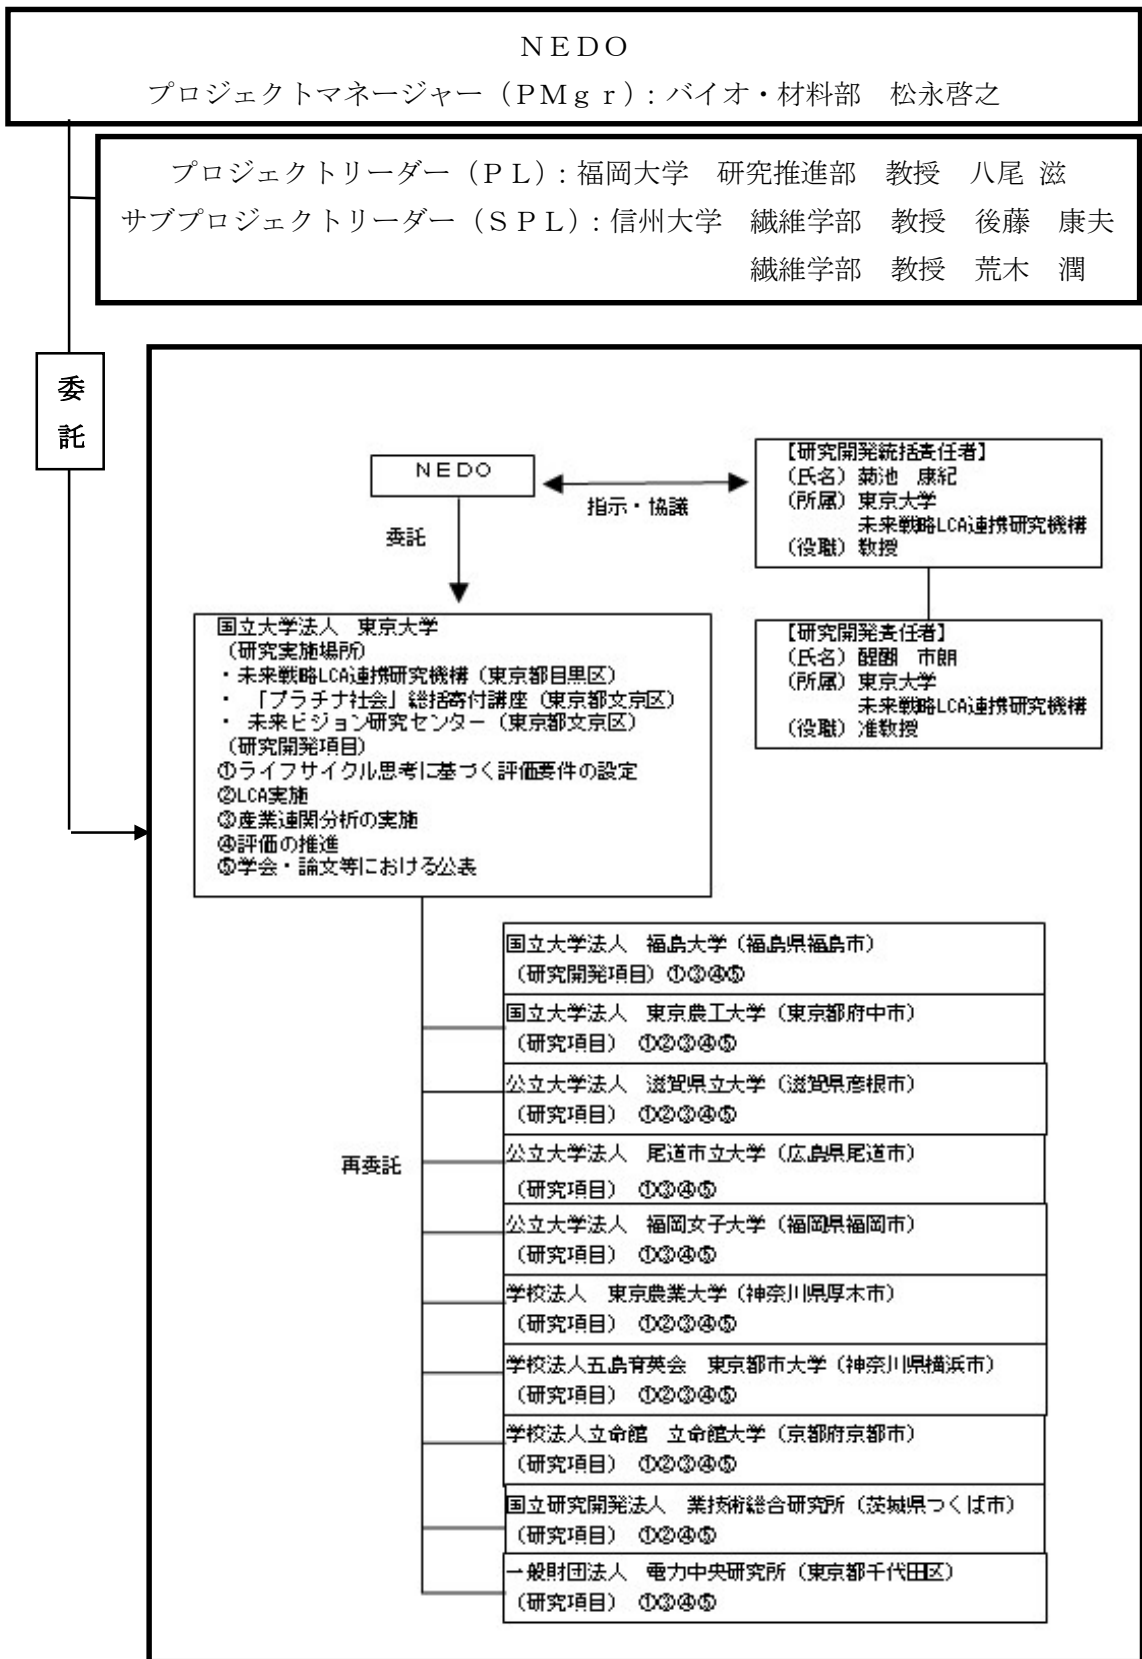 ＮＥＤＯ
プロジェクトマネージャー（ＰＭｇｒ）：バイオ・材料部　松永啓之
プロジェクトリーダー（ＰＬ）：福岡大学　研究推進部　教授　八尾 滋
サブプロジェクトリーダー（ＳＰＬ）：信州大学　繊維学部　教授　後藤　康夫
繊維学部　教授　荒木　潤
委
託
NEDO
指示・協議
委託
【研究開発統括責任者】
（氏名）菊池　康紀
（所属）東京大学
未来戦略LCA連携研究機構
（役職）教授
【研究開発責任者】
（氏名）醍醐　市朗
（所属）東京大学
未来戦略LCA連携研究機構
（役職）准教授
国立大学法人　東京大学
（研究実施場所）
・未来戦略LCA連携研究機構（東京都目黒区）
・「プラチナ社会」総括寄付講座（東京都文京区）
・未来ビジョン研究センター（東京都文京区）
（研究開発項目）
①ライフサイクル思考に基づく評価要件の設定
②LCA実施
③産業連関分析の実施
④評価の推進
⑤学会・論文等における公表
再委託
国立大学法人　福島大学（福島県福島市）
（研究開発項目）①③④⑤
国立大学法人　東京農工大学（東京都府中市）
（研究項目）　①②③④⑤
公立大学法人　滋賀県立大学（滋賀県彦根市）
（研究項目）　①②③④⑤
公立大学法人　尾道市立大学（広島県尾道市）
（研究項目）　①③④⑤
公立大学法人　福岡女子大学（福岡県福岡市）
（研究項目）　①③④⑤
学校法人　東京農業大学（神奈川県厚木市）
（研究項目）　①②③④⑤
学校法人五島育英会　東京都市大学（神奈川県横浜市）
（研究項目）　①②③④⑤
学校法人立命館　立命館大学（京都府京都市）
（研究項目）　①②③④⑤
国立研究開発法人　業技術総合研究所（茨城県つくば市）
（研究項目）　①②④⑤
一般財団法人　電力中央研究所（東京都千代田区）
（研究項目）　①③④⑤